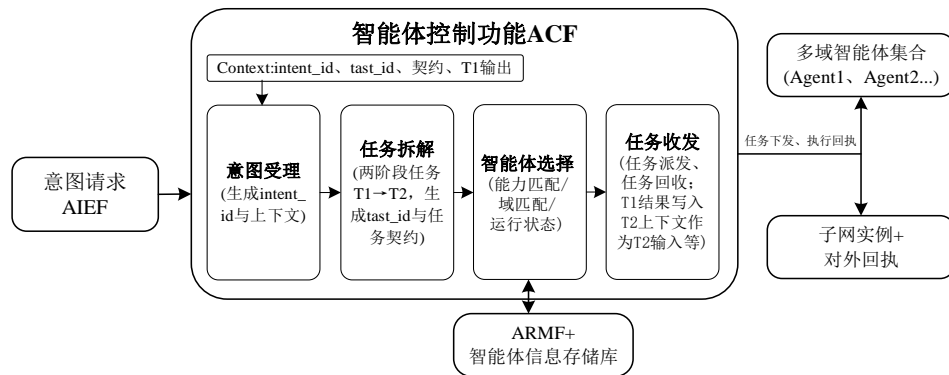 智能体控制功能ACF
Context:intent_id、tast_id、契约、T1输出
意图请求
AIEF
意图受理
(生成intent_
id与上下文)
任务拆解
(两阶段任务
T1→T2，生
成tast_id与任
务契约)
智能体选择
(能力匹配/
域匹配/
运行状态)
任务收发
(任务派发、
任务回收；
T1结果写入
T2上下文作
为T2输入等)
任务下发、执行回执
多域智能体集合
(Agent1、Agent2...)
子网实例+
对外回执
ARMF+
智能体信息存储库